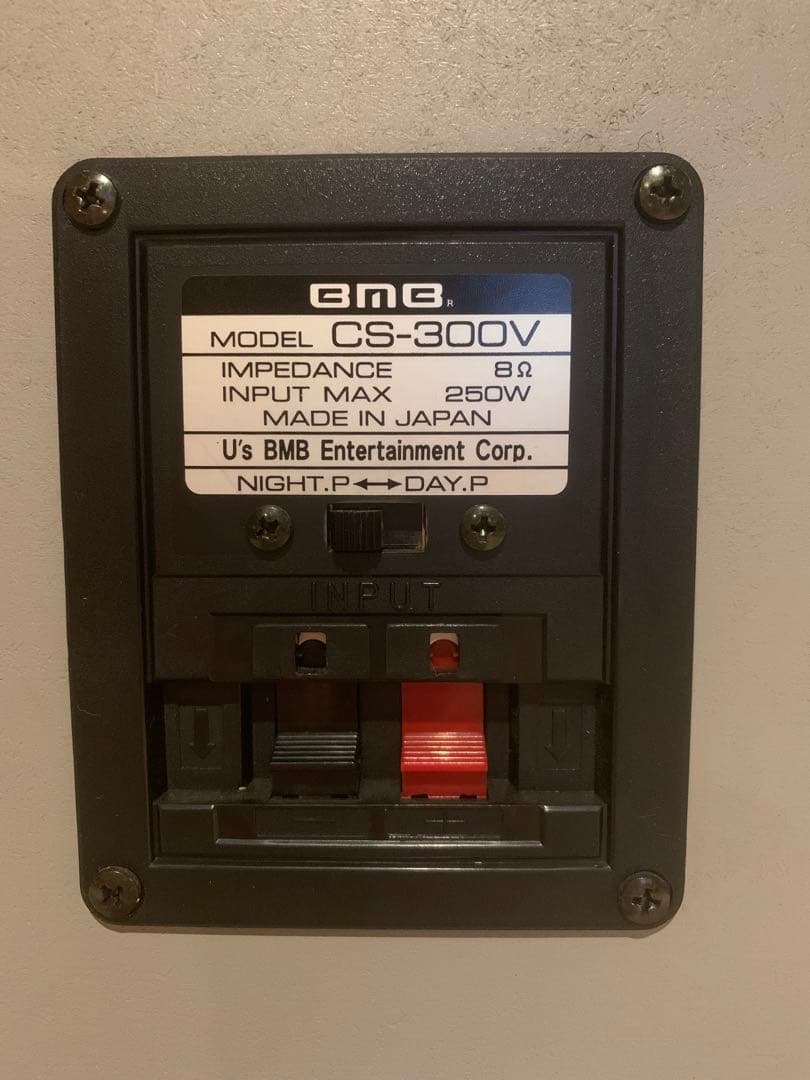 BMB R
MODEL CS-300V
IMPEDANCE 8Ω
INPUT MAX 250W
MADE IN JAPAN
U's BMB Entertainment Corp.
NIGHT.P↔DAY.P
INPUT